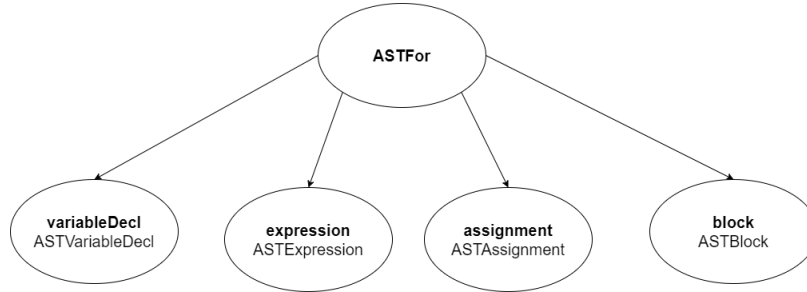 ASTFor
variableDecl
ASTVariableDecl
expression
ASTExpression
assignment
ASTAssignment
block
ASTBlock